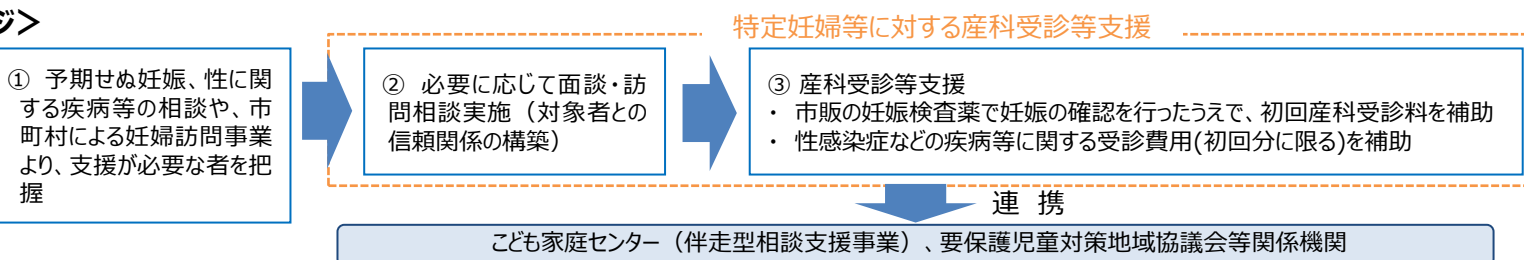 ジ＞
特定妊婦等に対する産科受診等支援
① 予期せぬ妊娠、性に関
する疾病等の相談や、市
町村による妊婦訪問事業
より、支援が必要な者を把
握
② 必要に応じて面談・訪
問相談実施（対象者との
信頼関係の構築）
③ 産科受診等支援
・ 市販の妊娠検査薬で妊娠の確認を行ったうえで、初回産科受診料を補助
・ 性感染症などの疾病等に関する受診費用(初回分に限る)を補助
連 携
こども家庭センター（伴走型相談支援事業）、要保護児童対策地域協議会等関係機関